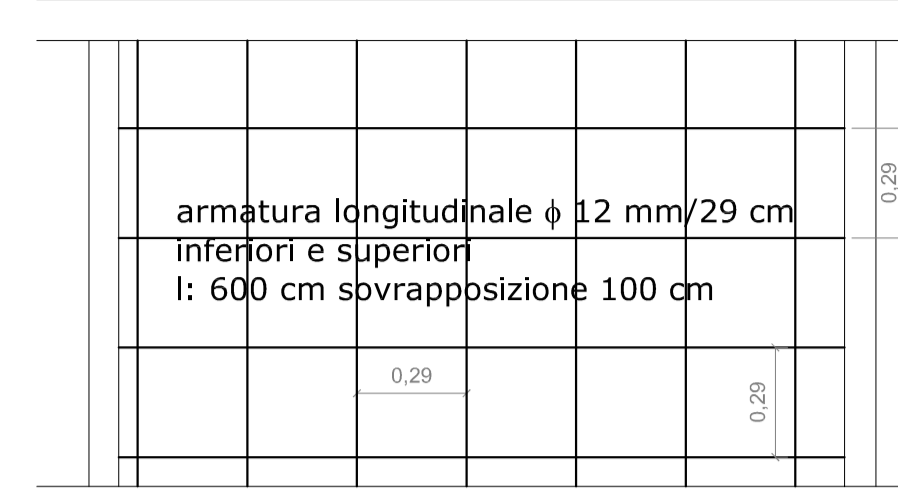 armatura longitudinale ϕ 12 mm/29 cm
inferiori e superiori
l: 600 cm sovrapposizione 100 cm
0,29
0,29
0,29